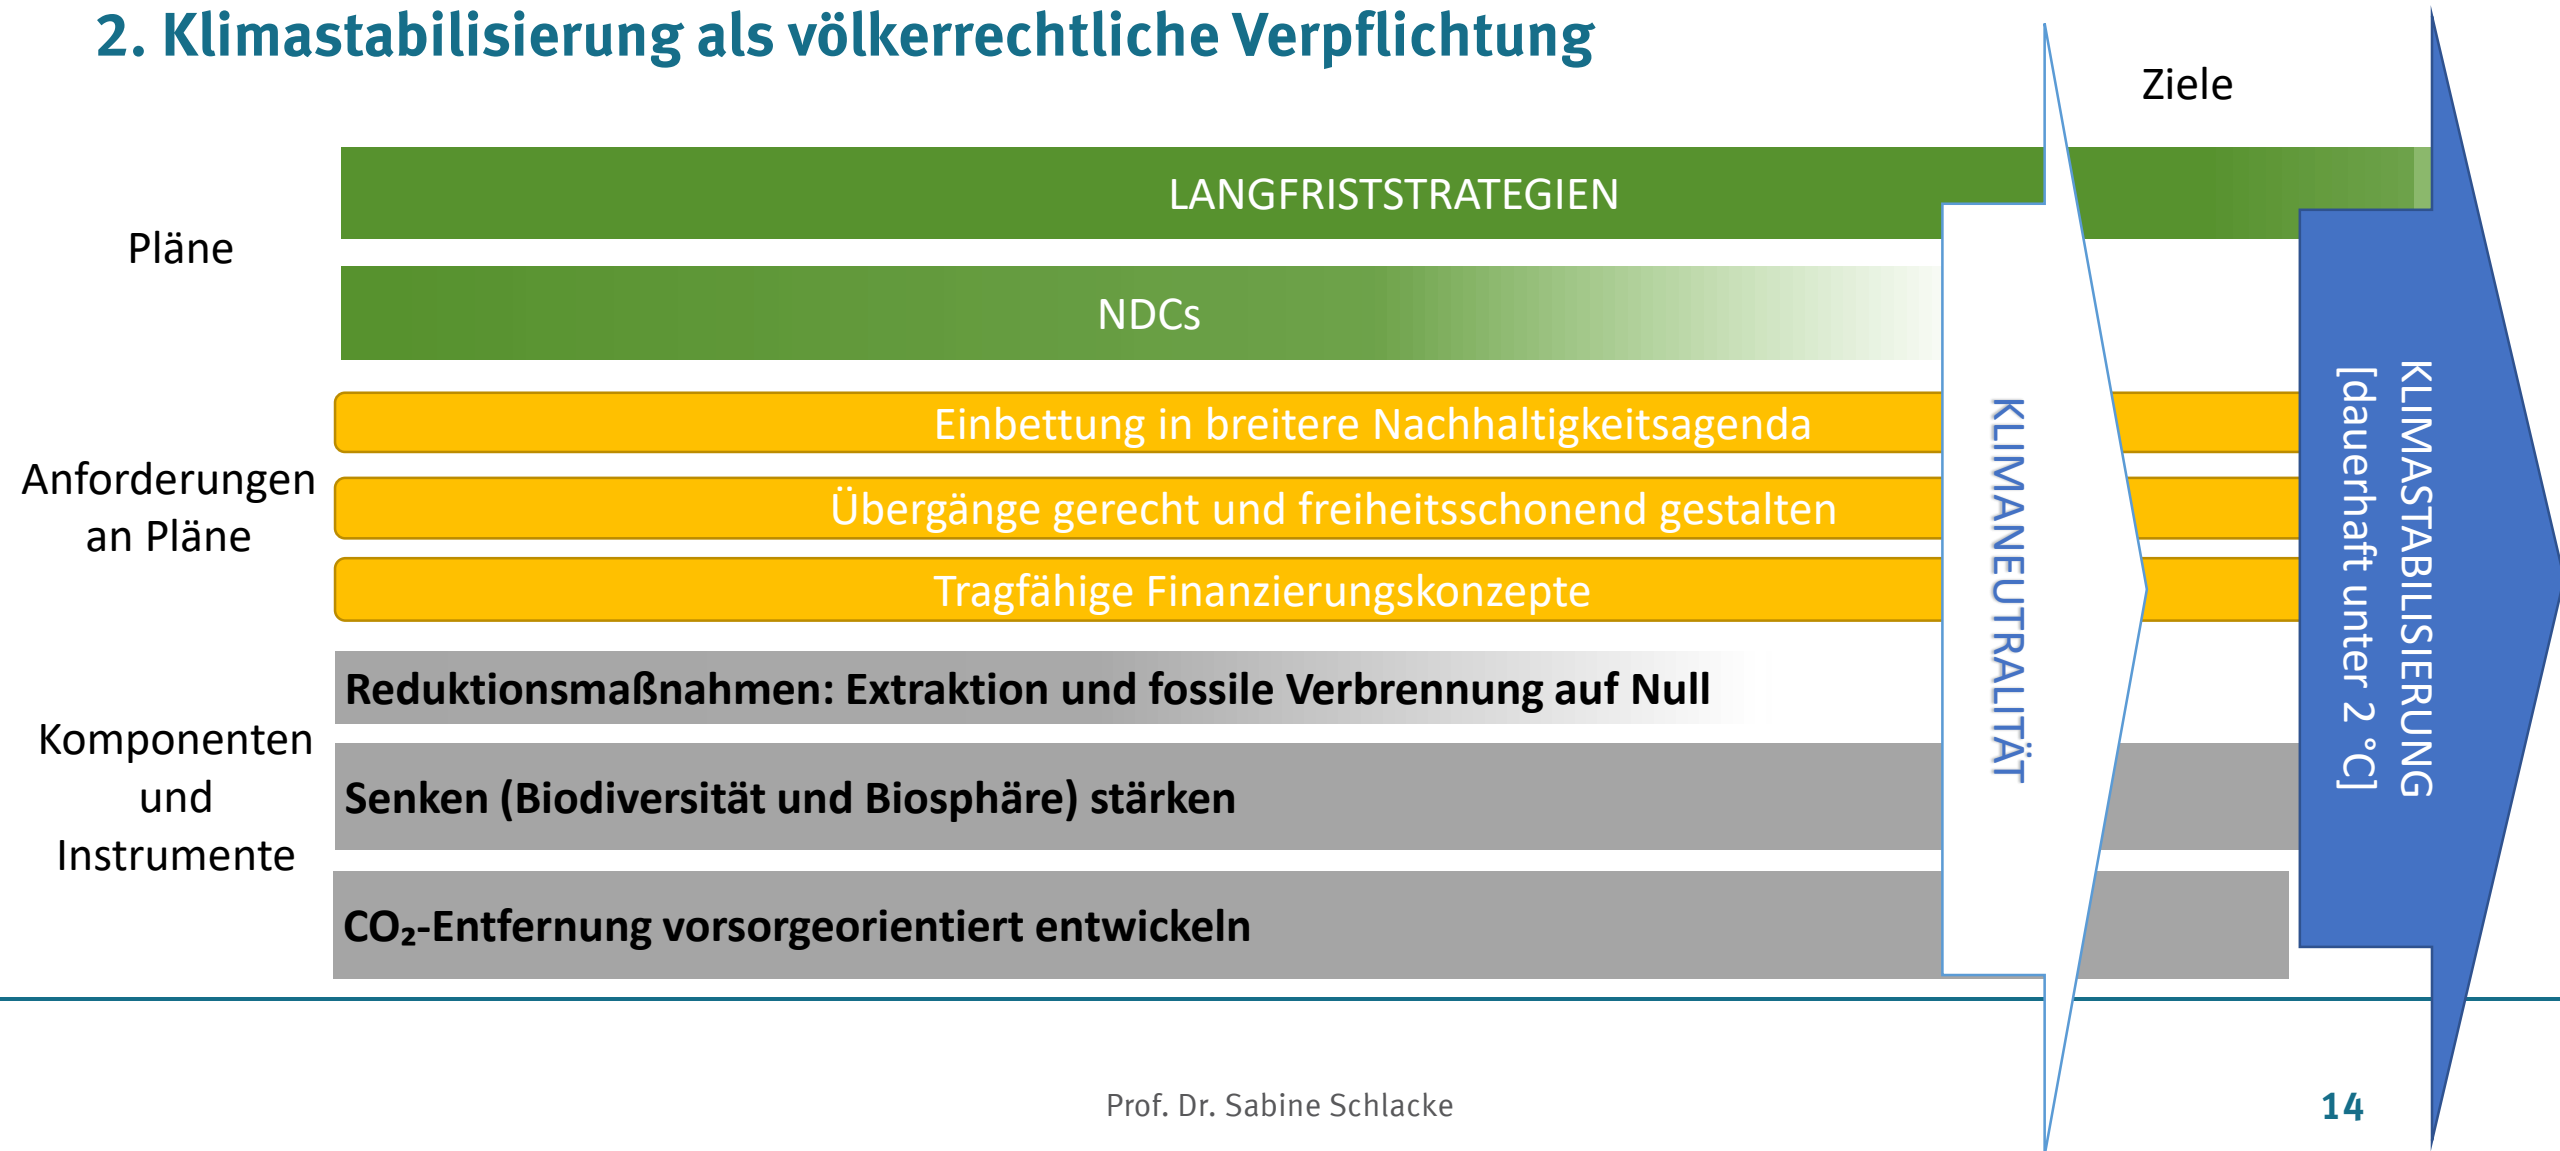 2. Klimastabilisierung als völkerrechtliche Verpflichtung
Ziele
Pläne
LANGFRISTSTRATEGIEN
NDCs
Anforderungen
an Pläne
Einbettung in breitere Nachhaltigkeitsagenda
Übergänge gerecht und freiheitsschonend gestalten
Tragfähige Finanzierungskonzepte
Komponenten
und
Instrumente
Reduktionsmaßnahmen: Extraktion und fossile Verbrennung auf Null
Senken (Biodiversität und Biosphäre) stärken
CO₂-Entfernung vorsorgeorientiert entwickeln
KLIMANEUTRALITÄT
KLIMASTABILISIERUNG
[dauerhaft unter 2 °C]
Prof. Dr. Sabine Schlacke
14